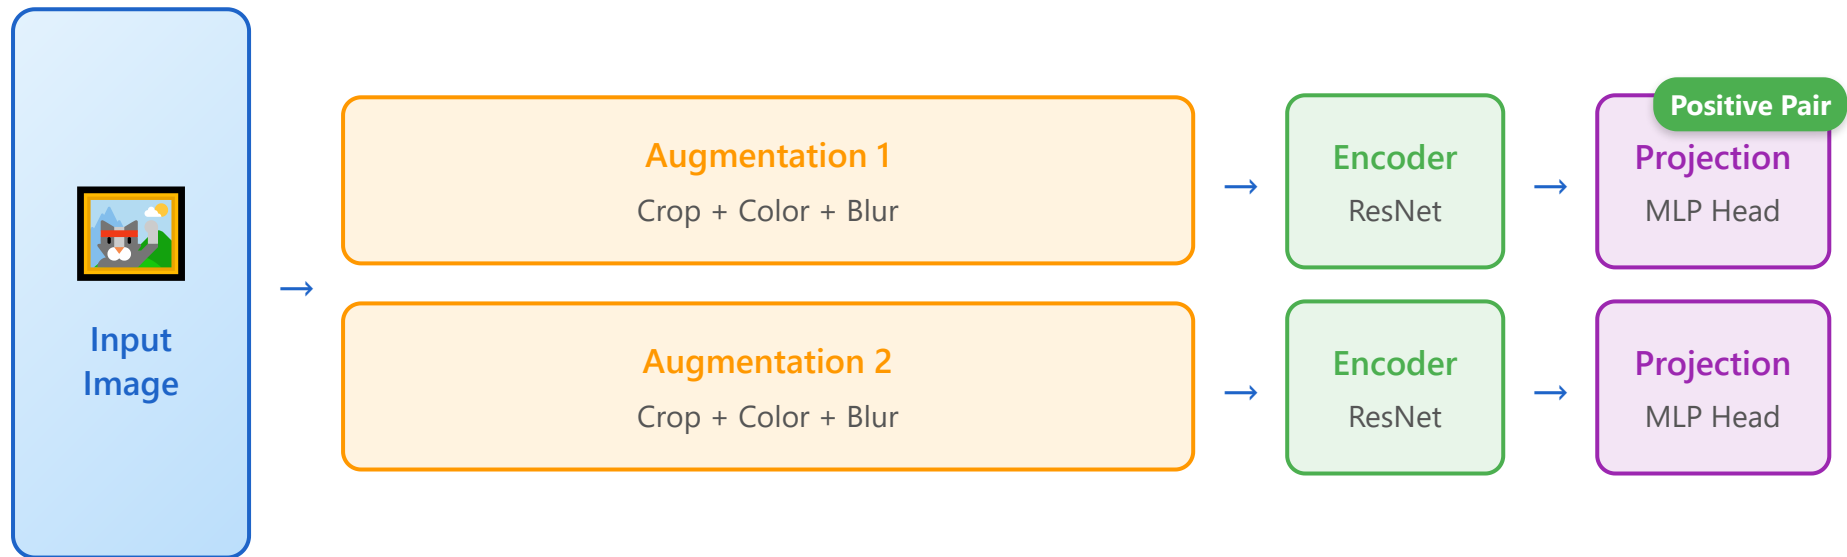 Input
Image
Augmentation 1
Crop + Color + Blur
→
Encoder
ResNet
→
Positive Pair
Projection
MLP Head
→
Augmentation 2
Crop + Color + Blur
→
Encoder
ResNet
→
Projection
MLP Head